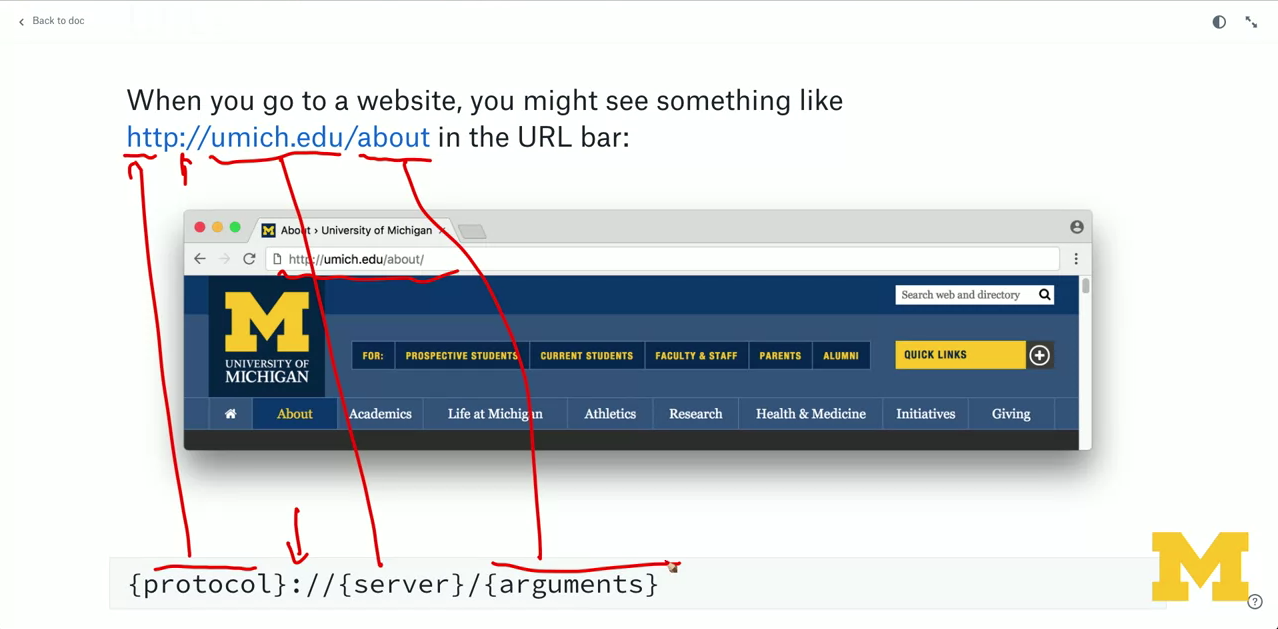 Back to doc
When you go to a website, you might see something like
http://umich.edu/about in the URL bar:
About › University of Michigan
http://umich.edu/about/
Search web and directory
UNIVERSITY OF
MICHIGAN
FOR: PROSPECTIVE STUDENTS CURRENT STUDENTS FACULTY & STAFF PARENTS ALUMNI
QUICK LINKS
About Academics Life at Michigan Athletics Research Health & Medicine Initiatives Giving
{protocol}://{server}/{arguments}